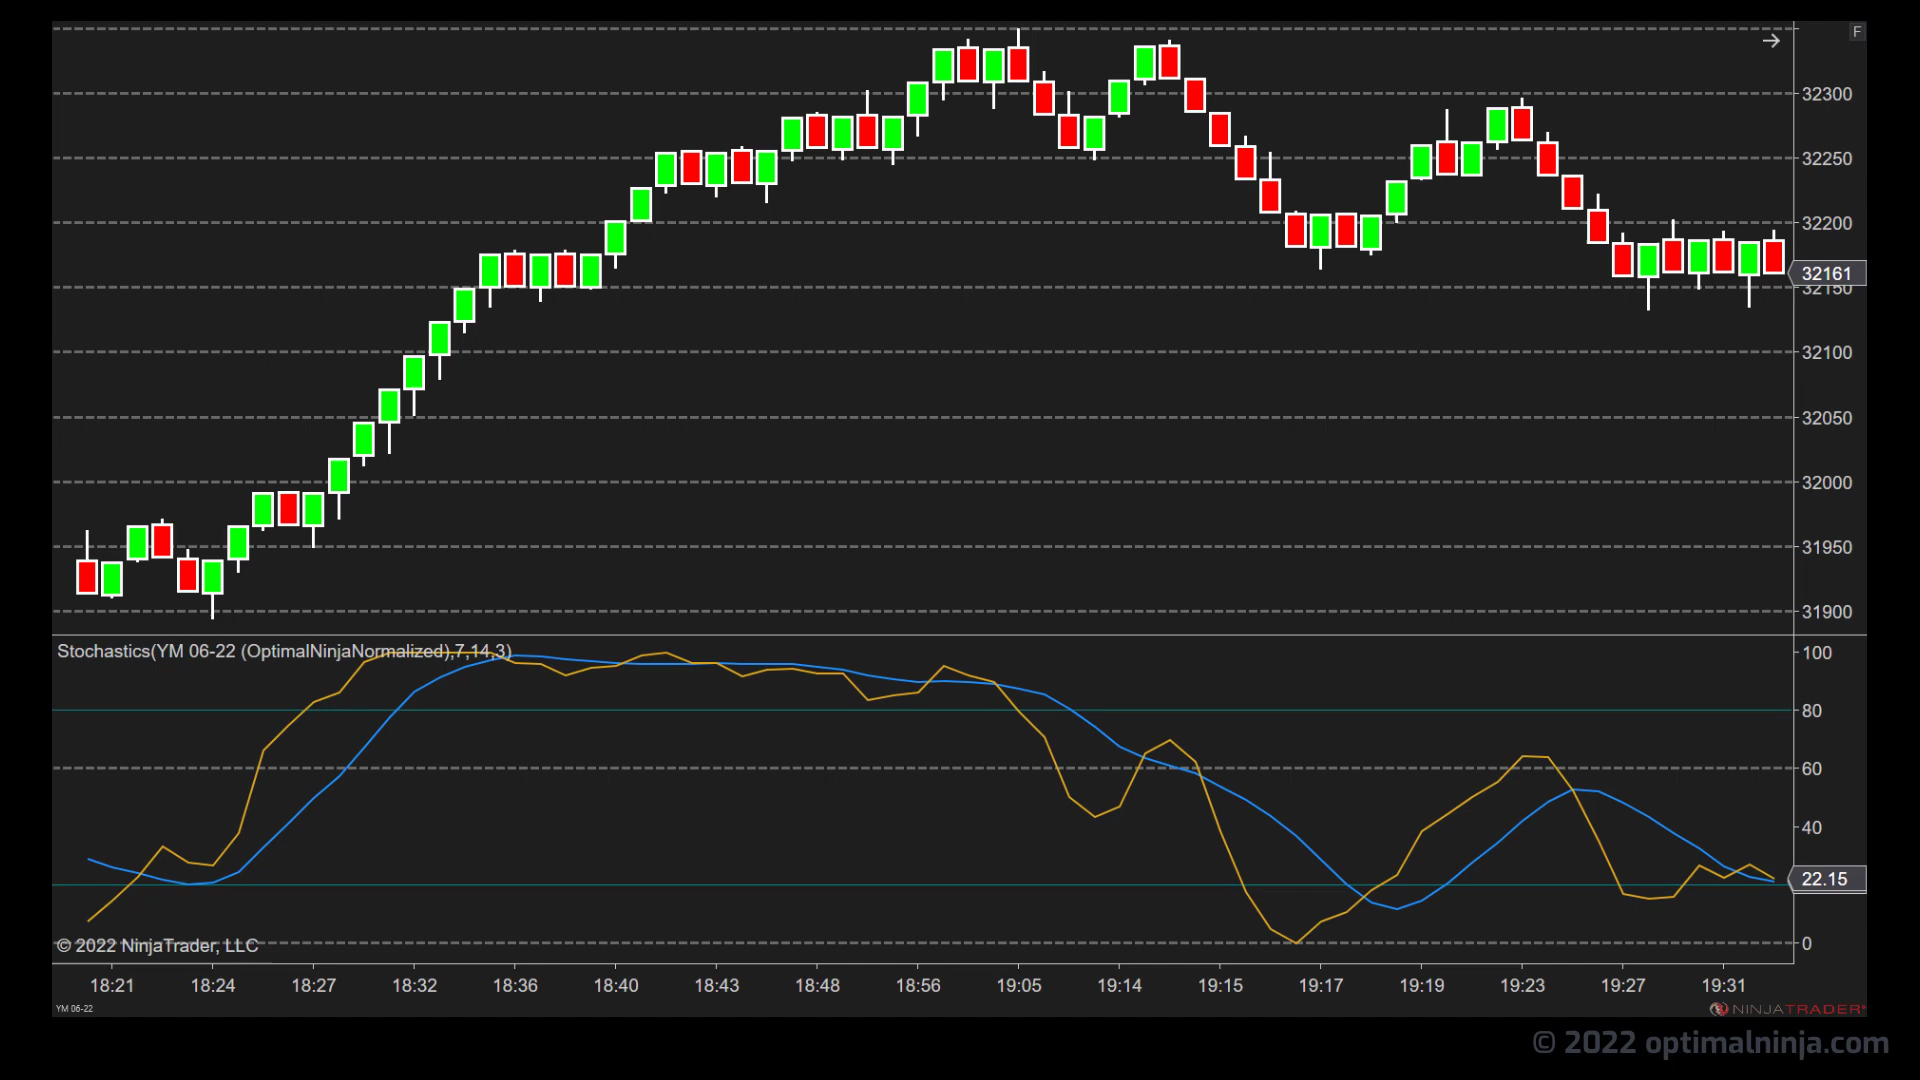 F
32300
32250
32200
32161
32150
32100
32050
32000
31950
31900
Stochastics(YM 06-22 (OptimalNinjaNormalized),7,14,3)
100
80
60
40
22.15
0
© 2022 NinjaTrader, LLC
18:21 18:24 18:27 18:32 18:36 18:40 18:43 18:48 18:56 19:05 19:14 19:15 19:17 19:19 19:23 19:27 19:31
YM 06-22
NINJATRADER®
© 2022 optimalninja.com